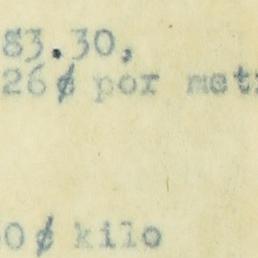 83.30,
26¢ por met
0¢ kilo